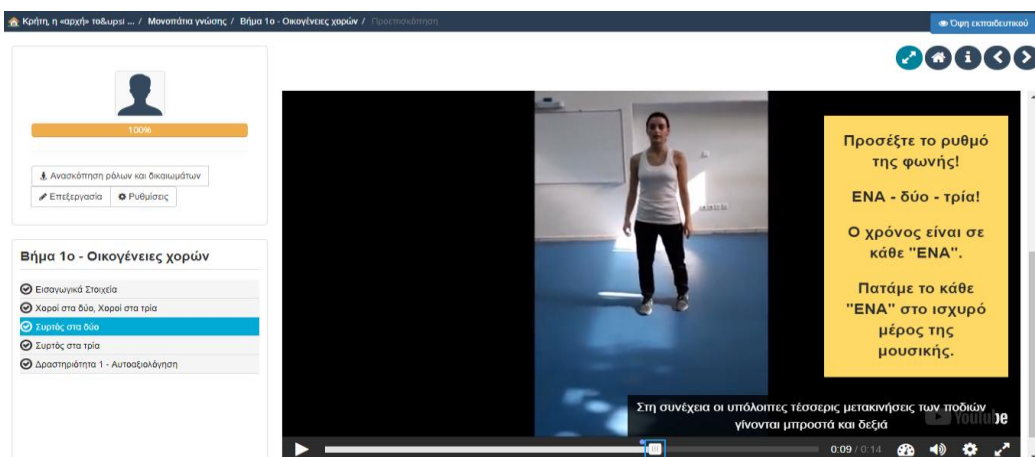 Κρήτη, η «αρχή» το&upsi ... / Μονοπάτια γνώσης / Βήμα 1ο - Οικογένειες χορών / Προεπισκόπηση
Όψη εκπαιδευτικού
100%
Ανασκόπηση ρόλων και δικαιωμάτων
Επεξεργασία
Ρυθμίσεις
Βήμα 1ο - Οικογένειες χορών
Εισαγωγικά Στοιχεία
Χοροί στα δύο, Χοροί στα τρία
Συρτός στα δύο
Συρτός στα τρία
Δραστηριότητα 1 - Αυτοαξιολόγηση
Προσέξτε το ρυθμό
της φωνής!
ΕΝΑ - δύο - τρία!
Ο χρόνος είναι σε
κάθε "ΕΝΑ".
Πατάμε το κάθε
"ΕΝΑ" στο ισχυρό
μέρος της
μουσικής.
Στη συνέχεια οι υπόλοιπες τέσσερις μετακινήσεις των ποδιών
γίνονται μπροστά και δεξιά
YouTube
0:09 / 0:14